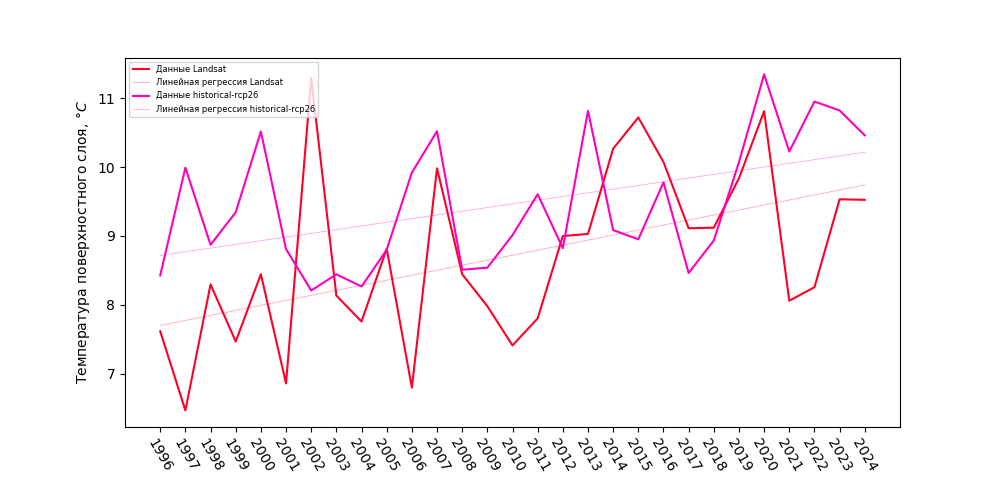 Данные Landsat
Линейная регрессия Landsat
Данные historical-rcp26
Линейная регрессия historical-rcp26
Температура поверхностного слоя, °C
11
10
9
8
7
1996 1997 1998 1999 2000 2001 2002 2003 2004 2005 2006 2007 2008 2009 2010 2011 2012 2013 2014 2015 2016 2017 2018 2019 2020 2021 2022 2023 2024